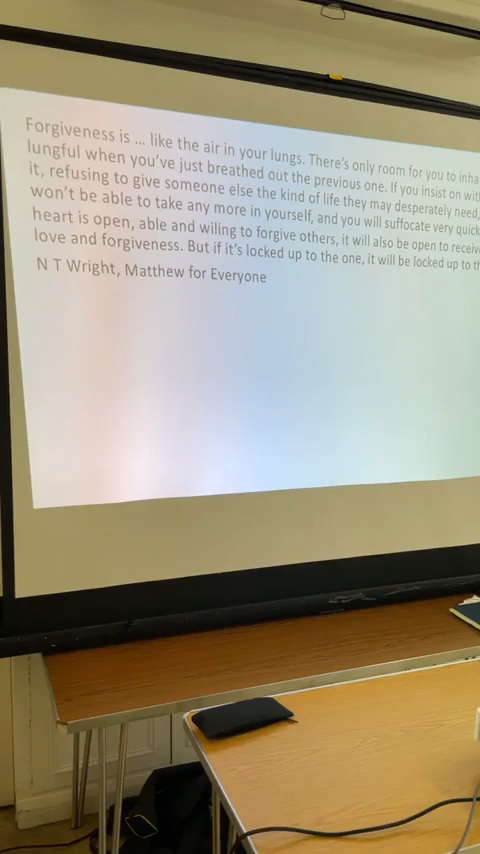 Forgiveness is ... like the air in your lungs. There's only room for you to inha
lungful when you've just breathed out the previous one. If you insist on wit
it, refusing to give someone else the kind of life they may desperately need,
won't be able to take any more in yourself, and you will suffocate very quick
heart is open, able and wiling to forgive others, it will also be open to receive
love and forgiveness. But if it's locked up to the one, it will be locked up to th
N T Wright, Matthew for Everyone